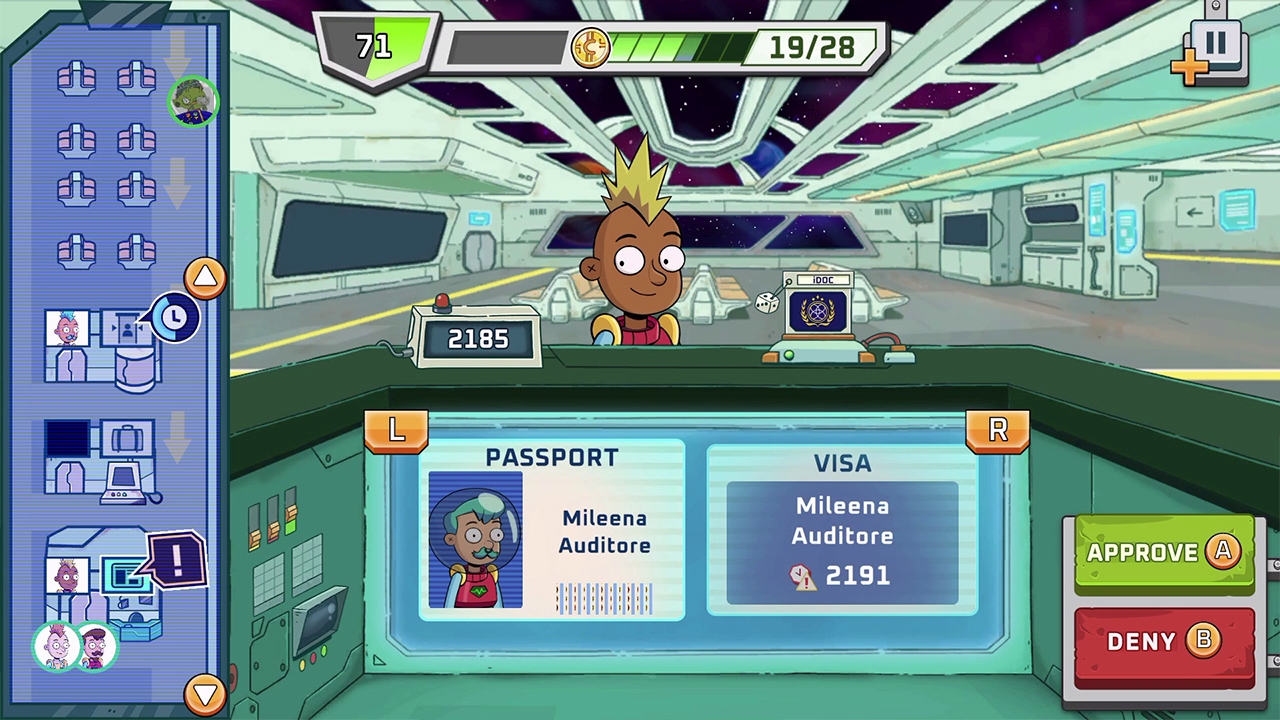 71
19/28
iDOC
2185
L
R
PASSPORT
Mileena
Auditore
VISA
Mileena
Auditore
2191
APPROVE A
DENY B